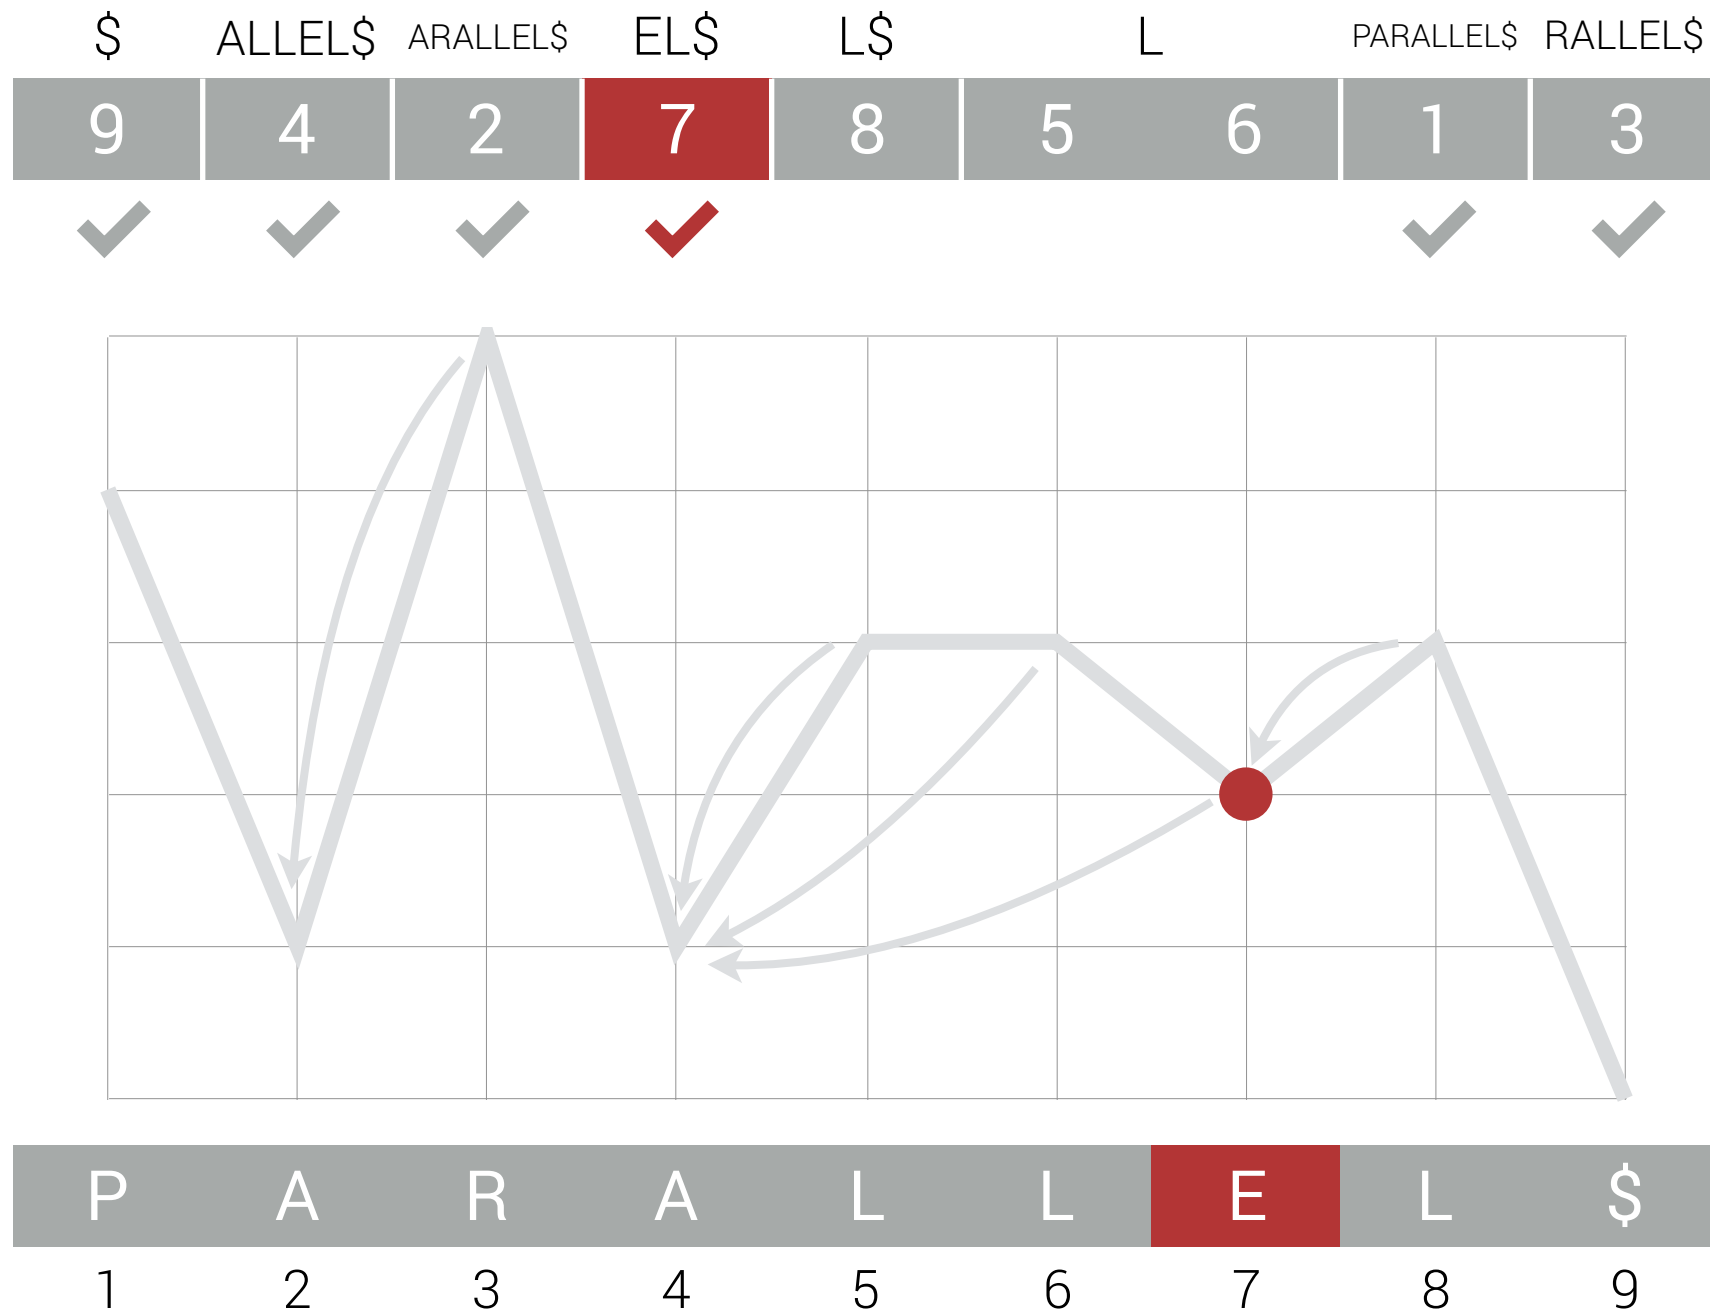 $ ALLEL$ ARALLEL$ EL$ L$ L PARALLEL$ RALLEL$
9 4 2 7 8 5 6 1 3
P A R A L L E L $
1 2 3 4 5 6 7 8 9